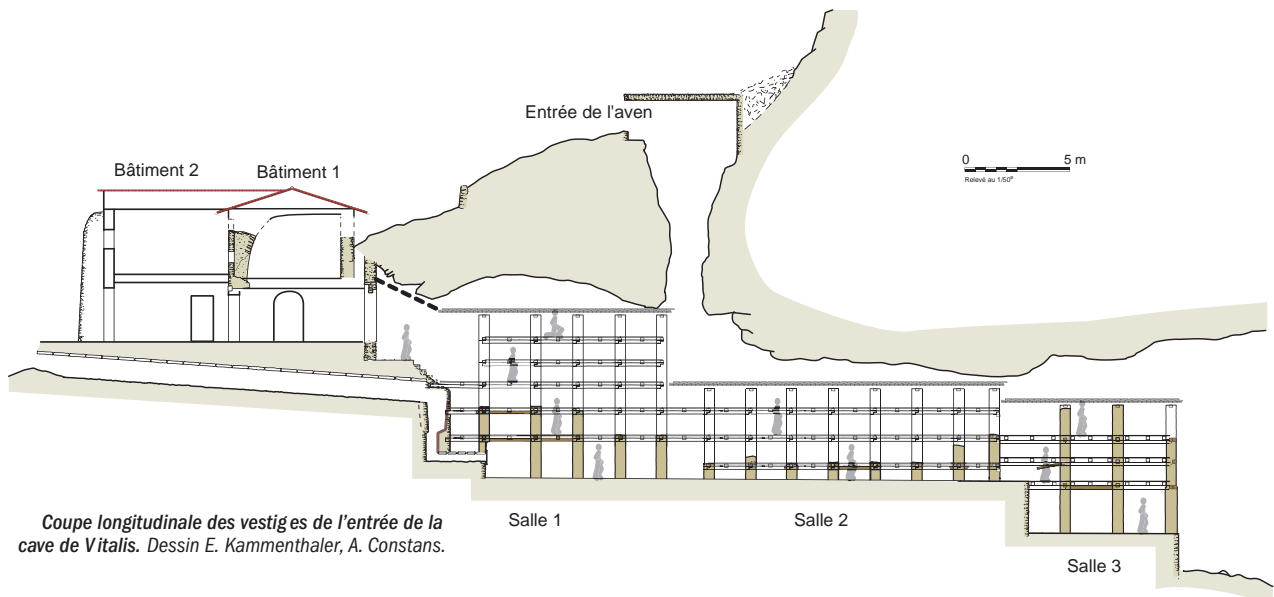 Entrée de l'aven
Bâtiment 2
Bâtiment 1
0
5 m
Relevé au 1/50e
Salle 1
Salle 2
Salle 3
Coupe longitudinale des vestiges de l'entrée de la
cave de Vitalis. Dessin E. Kammenthaler, A. Constans.